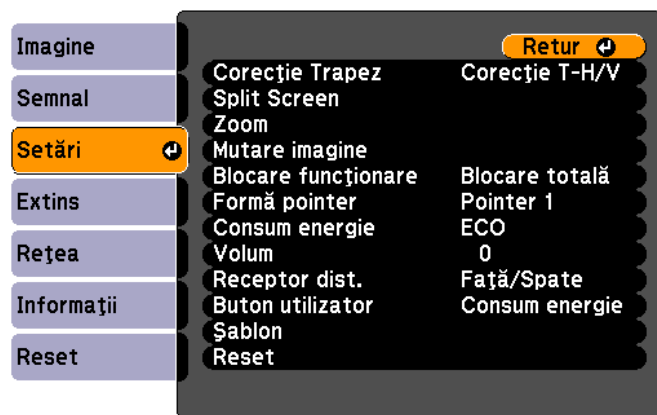 Imagine
Semnal
Setări
Extins
Reţea
Informaţii
Reset
Retur
Corecţie Trapez Corecţie T-H/V
Split Screen
Zoom
Mutare imagine
Blocare funcţionare Blocare totală
Formă pointer Pointer 1
Consum energie ECO
Volum 0
Receptor dist. Faţă/Spate
Buton utilizator Consum energie
Şablon
Reset